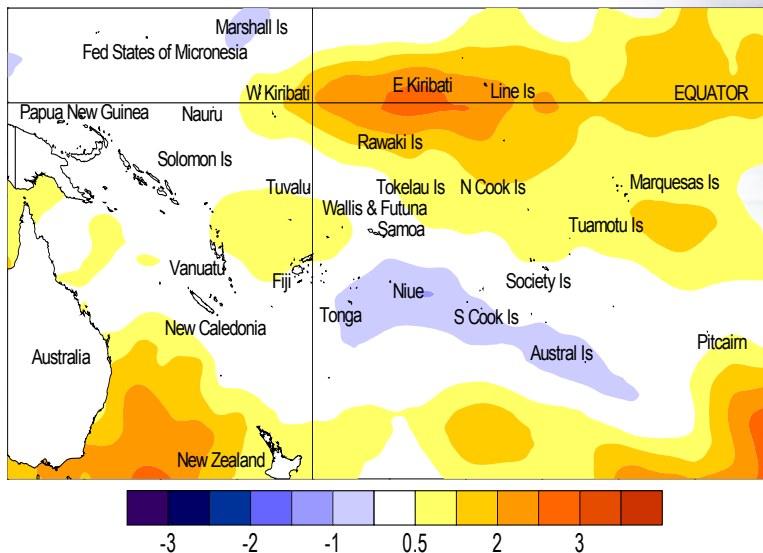 Marshall Is
Fed States of Micronesia
W Kiribati
E Kiribati
Line Is
EQUATOR
Papua New Guinea
Nauru
Rawaki Is
Solomon Is
Tuvalu
Tokelau Is
N Cook Is
Marquesas Is
Wallis & Futuna
Samoa
Tuamotu Is
Vanuatu
Fiji
Niue
Society Is
Tonga
S Cook Is
New Caledonia
Pitcairn
Australia
Austral Is
New Zealand
-3 -2 -1 0.5 2 3